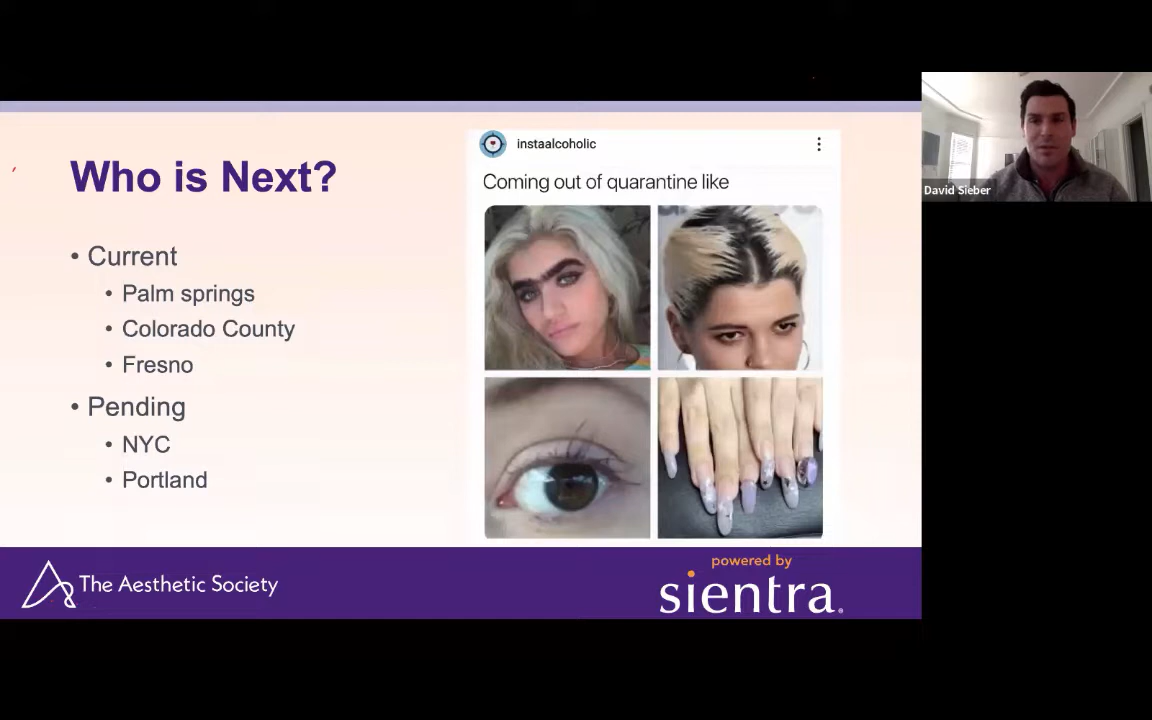 Who is Next?
• Current
• Palm springs
• Colorado County
• Fresno
• Pending
• NYC
• Portland
instaalcoholic
Coming out of quarantine like
David Sieber
The Aesthetic Society
powered by
sientra®